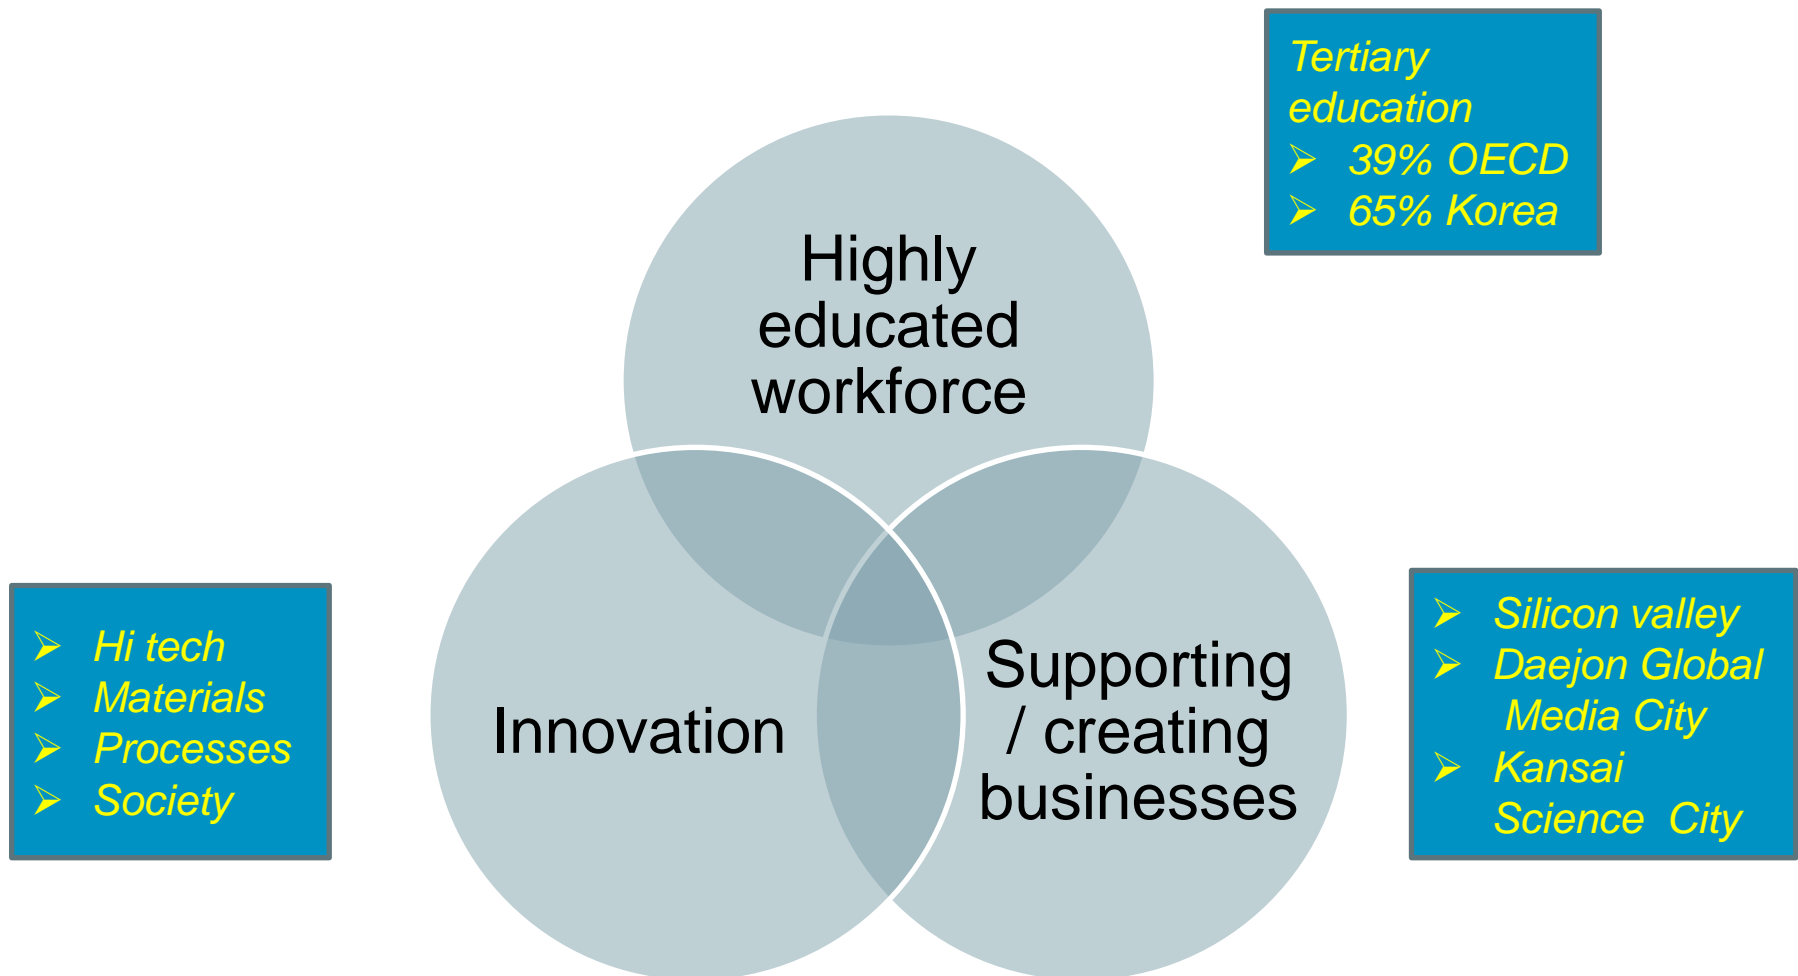 Tertiary
education
➢ 39% OECD
➢ 65% Korea
Highly
educated
workforce
➢ Hi tech
➢ Materials
➢ Processes
➢ Society
Innovation
Supporting
/ creating
businesses
➢ Silicon valley
➢ Daejon Global
Media City
➢ Kansai
Science City